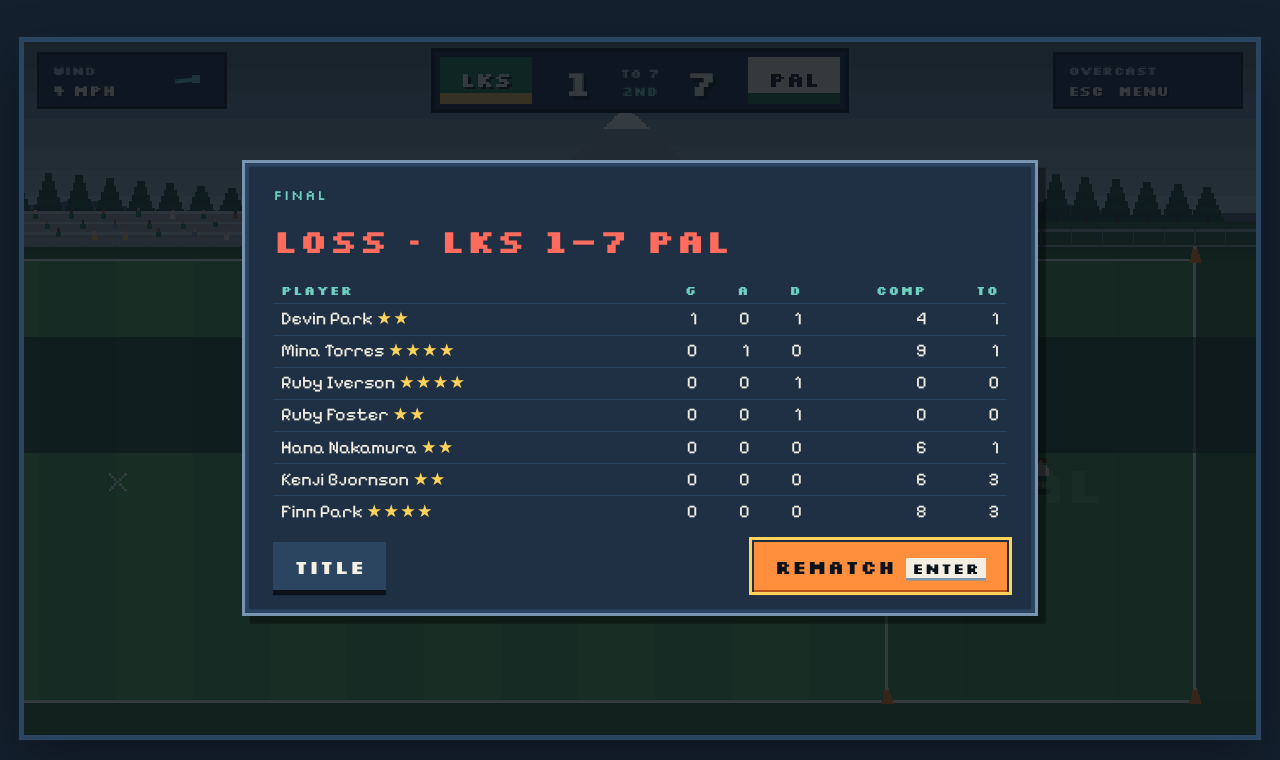 WIND
9 MPH
LKS 1 TO 7 2ND 7 PAL
OVERCAST
ESC MENU
FINAL
LOSS - LKS 1–7 PAL
PLAYER G A D COMP TO
Devin Park ★★ 1 0 1 4 1
Mina Torres ★★★★ 0 1 0 9 1
Ruby Iverson ★★★★ 0 0 1 0 0
Ruby Foster ★★ 0 0 1 0 0
Hana Nakamura ★★ 0 0 0 6 1
Kenji Bjornson ★★ 0 0 0 6 3
Finn Park ★★★★ 0 0 0 8 3
TITLE
REMATCH ENTER